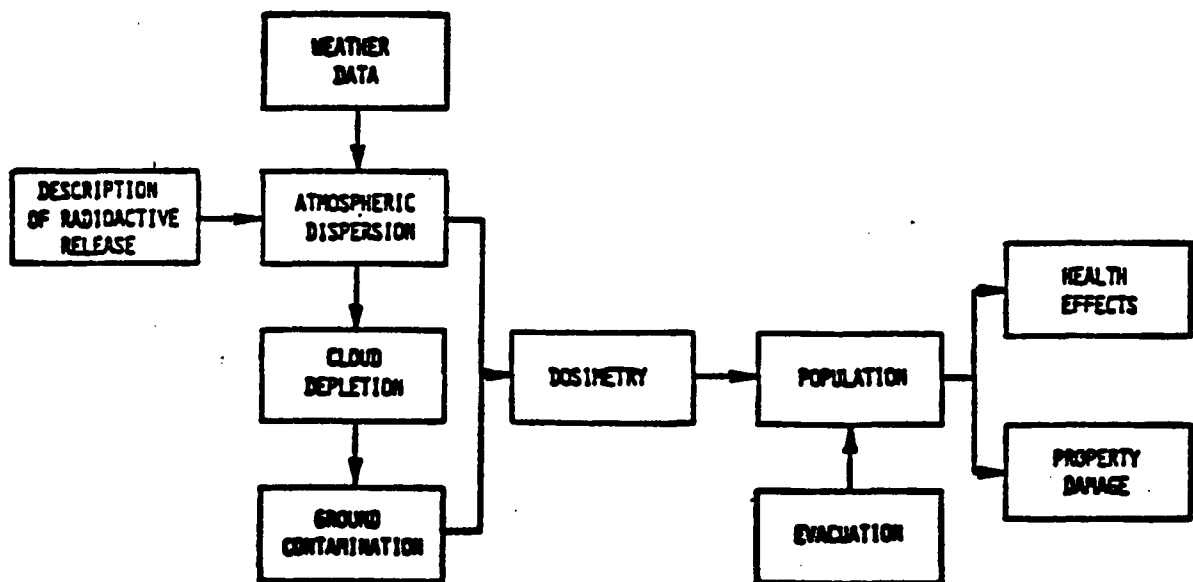 WEATHER
DATA
DESCRIPTION
OF RADIOACTIVE
RELEASE
ATMOSPHERIC
DISPERSION
CLOUD
DEPLETION
GROUND
CONTAMINATION
DOSIMETRY
POPULATION
EVACUATION
HEALTH
EFFECTS
PROPERTY
DAMAGE